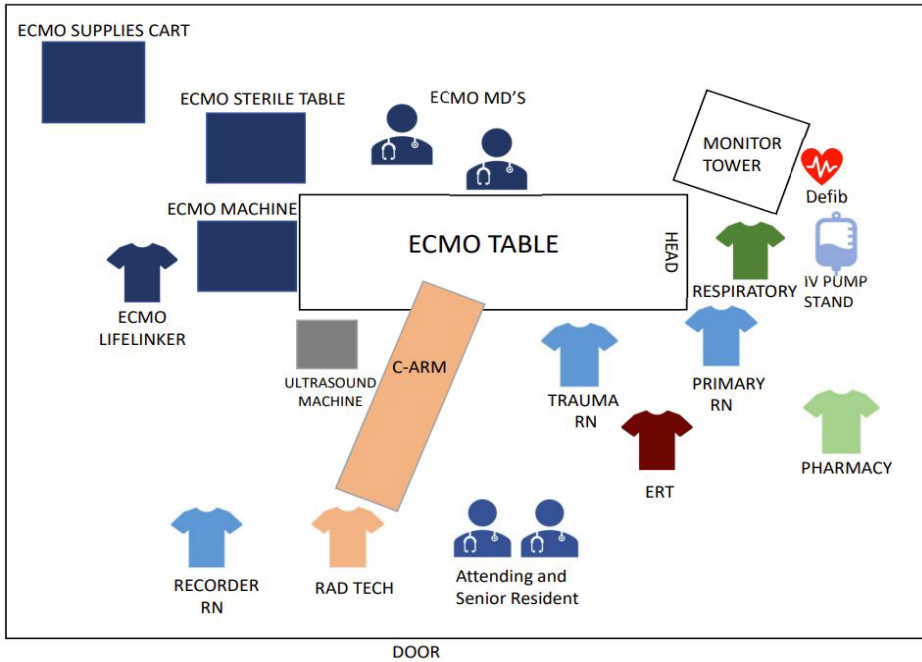 ECMO SUPPLIES CART
ECMO STERILE TABLE
ECMO MD'S
MONITOR
TOWER
Defib
ECMO MACHINE
ECMO TABLE
HEAD
RESPIRATORY
IV PUMP
STAND
ECMO
LIFELINKER
ULTRASOUND
MACHINE
C-ARM
TRAUMA
RN
PRIMARY
RN
ERT
PHARMACY
RECORDER
RN
RAD TECH
Attending and
Senior Resident
DOOR